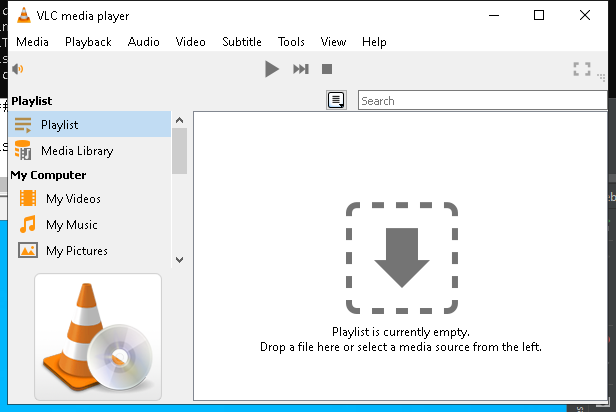 VLC media player
Media Playback Audio Video Subtitle Tools View Help
Playlist
Search
Playlist
Media Library
My Computer
My Videos
My Music
My Pictures
Playlist is currently empty.
Drop a file here or select a media source from the left.